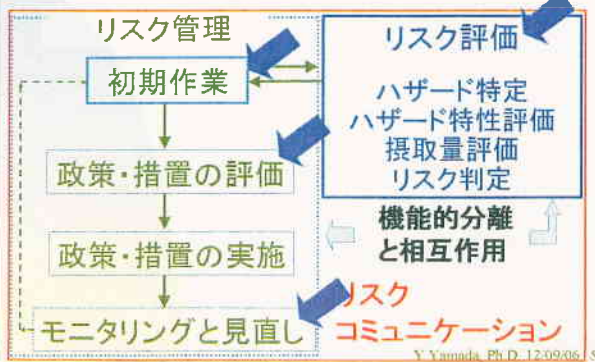 リスク管理
初期作業
政策・措置の評価
政策・措置の実施
モニタリングと見直し
リスク評価
ハザード特定
ハザード特性評価
摂取量評価
リスク判定
機能的分離
と相互作用
リスク
コミュニケーション
Y. Yamada, Ph.D. 12/09/06